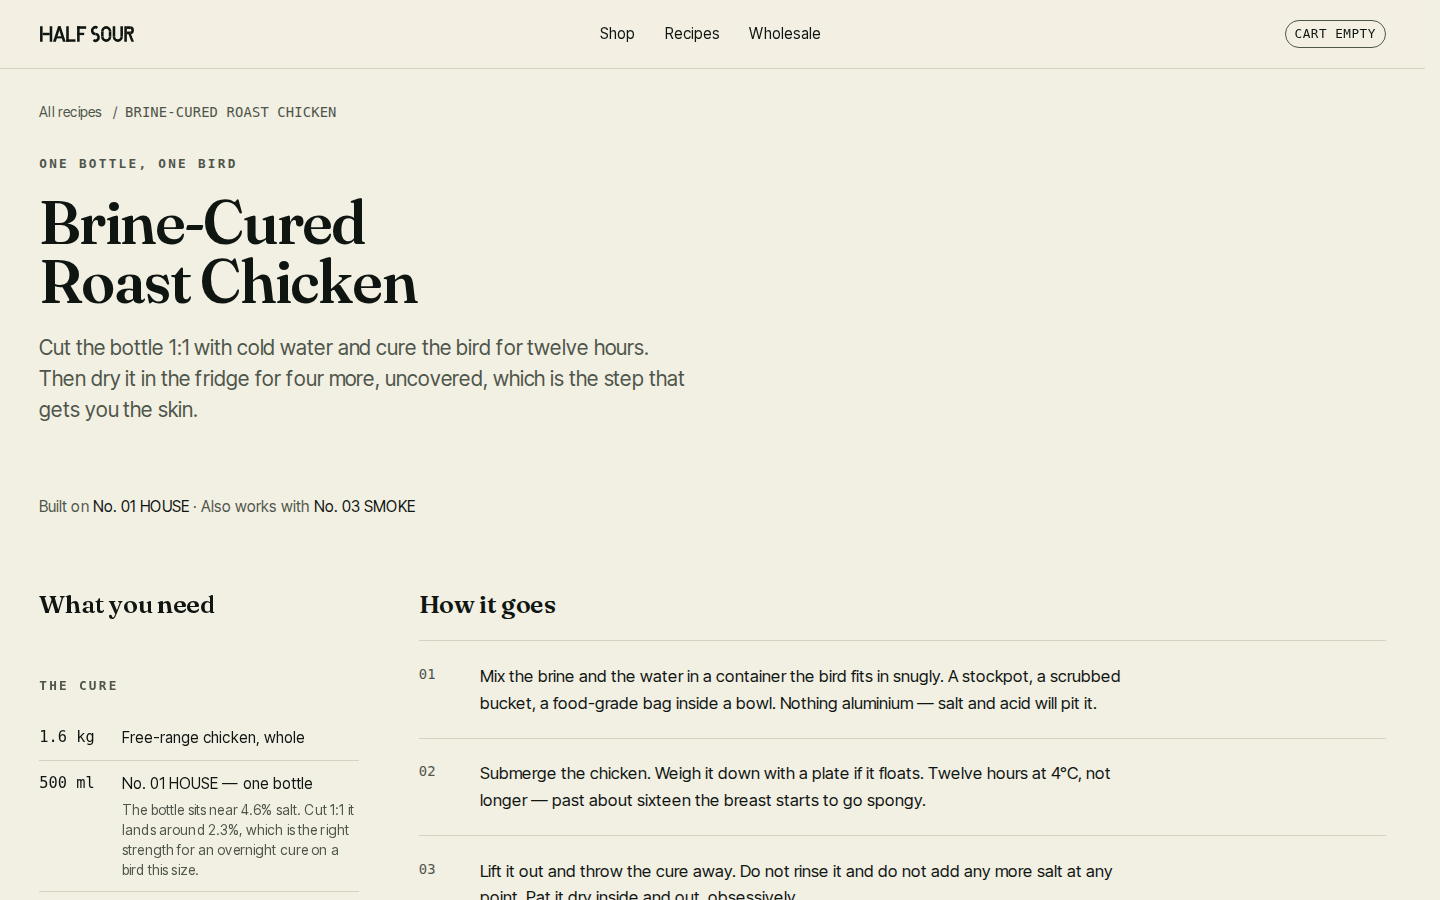 HALF SOUR
Shop
Recipes
Wholesale
CART EMPTY
All recipes / BRINE-CURED ROAST CHICKEN
ONE BOTTLE, ONE BIRD
Brine-Cured
Roast Chicken
Cut the bottle 1:1 with cold water and cure the bird for twelve hours.
Then dry it in the fridge for four more, uncovered, which is the step that
gets you the skin.
Built on No. 01 HOUSE · Also works with No. 03 SMOKE
What you need
THE CURE
1.6 kg Free-range chicken, whole
500 ml No. 01 HOUSE — one bottle
The bottle sits near 4.6% salt. Cut 1:1 it
lands around 2.3%, which is the right
strength for an overnight cure on a
bird this size.
How it goes
01 Mix the brine and the water in a container the bird fits in snugly. A stockpot, a scrubbed
bucket, a food-grade bag inside a bowl. Nothing aluminium — salt and acid will pit it.
02 Submerge the chicken. Weigh it down with a plate if it floats. Twelve hours at 4°C, not
longer — past about sixteen the breast starts to go spongy.
03 Lift it out and throw the cure away. Do not rinse it and do not add any more salt at any
point. Pat it dry inside and out, obsessively.